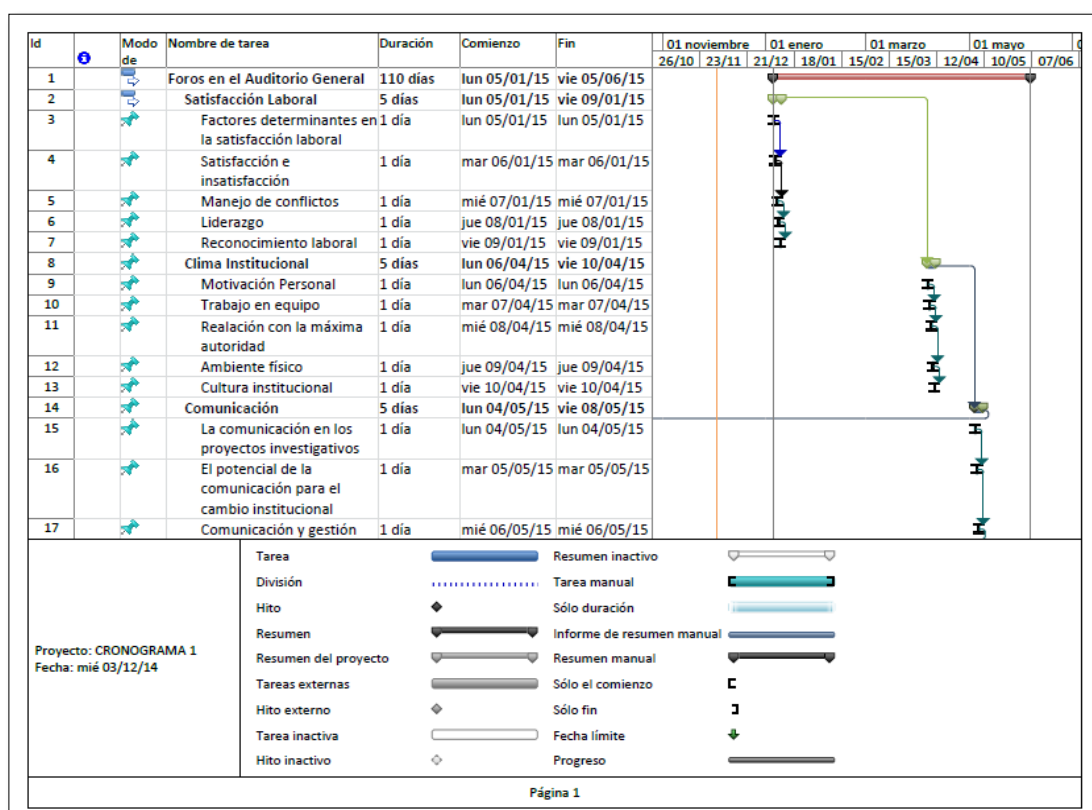 Id Modo de Nombre de tarea Duración Comienzo Fin
01 noviembre 01 enero 01 marzo 01 mayo
26/10 23/11 21/12 18/01 15/02 15/03 12/04 10/05 07/06
1 Foros en el Auditorio General 110 días lun 05/01/15 vie 05/06/15
2 Satisfacción Laboral 5 días lun 05/01/15 vie 09/01/15
3 Factores determinantes en 1 día lun 05/01/15 lun 05/01/15
la satisfacción laboral
4 Satisfacción e 1 día mar 06/01/15 mar 06/01/15
insatisfacción
5 Manejo de conflictos 1 día mié 07/01/15 mié 07/01/15
6 Liderazgo 1 día jue 08/01/15 jue 08/01/15
7 Reconocimiento laboral 1 día vie 09/01/15 vie 09/01/15
8 Clima Institucional 5 días lun 06/04/15 vie 10/04/15
9 Motivación Personal 1 día lun 06/04/15 lun 06/04/15
10 Trabajo en equipo 1 día mar 07/04/15 mar 07/04/15
11 Realación con la máxima 1 día mié 08/04/15 mié 08/04/15
autoridad
12 Ambiente físico 1 día jue 09/04/15 jue 09/04/15
13 Cultura institucional 1 día vie 10/04/15 vie 10/04/15
14 Comunicación 5 días lun 04/05/15 vie 08/05/15
15 La comunicación en los 1 día lun 04/05/15 lun 04/05/15
proyectos investigativos
16 El potencial de la 1 día mar 05/05/15 mar 05/05/15
comunicación para el
cambio institucional
17 Comunicación y gestión 1 día mié 06/05/15 mié 06/05/15
Proyecto: CRONOGRAMA 1
Fecha: mié 03/12/14
Tarea
División
Hito
Resumen
Resumen del proyecto
Tareas externas
Hito externo
Tarea inactiva
Hito inactivo
Resumen inactivo
Tarea manual
Sólo duración
Informe de resumen manual
Resumen manual
Sólo el comienzo
Sólo fin
Fecha límite
Progreso
Página 1